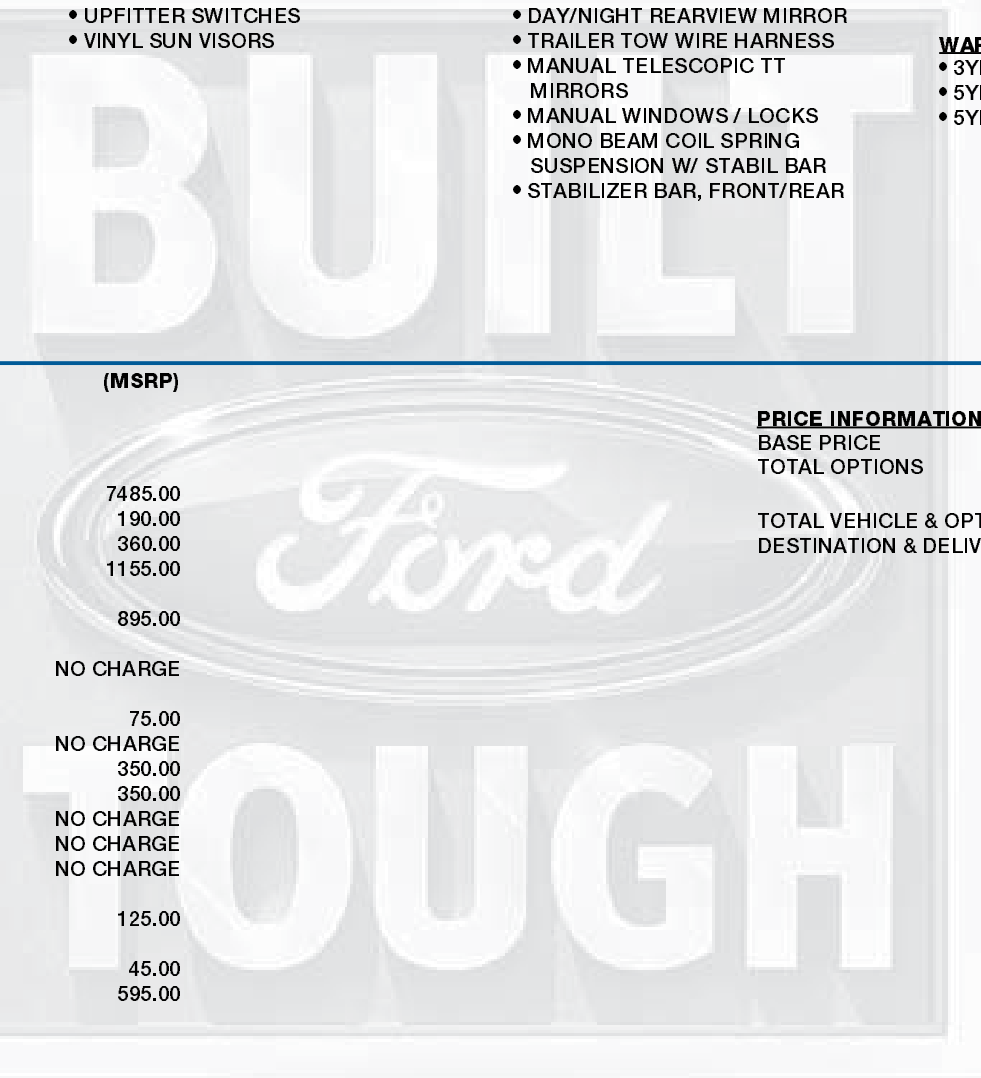 • UPFITTER SWITCHES
• VINYL SUN VISORS
• DAY/NIGHT REARVIEW MIRROR
• TRAILER TOW WIRE HARNESS
• MANUAL TELESCOPIC TT
MIRRORS
• MANUAL WINDOWS / LOCKS
• MONO BEAM COIL SPRING
SUSPENSION W/ STABIL BAR
• STABILIZER BAR, FRONT/REAR
WAR
• 3Y
• 5Y
• 5Y
BUILT
Ford
TOUGH
(MSRP)
7485.00
190.00
360.00
1155.00
895.00
NO CHARGE
75.00
NO CHARGE
350.00
350.00
NO CHARGE
NO CHARGE
NO CHARGE
125.00
45.00
595.00
PRICE INFORMATION
BASE PRICE
TOTAL OPTIONS
TOTAL VEHICLE & OPT
DESTINATION & DELIV